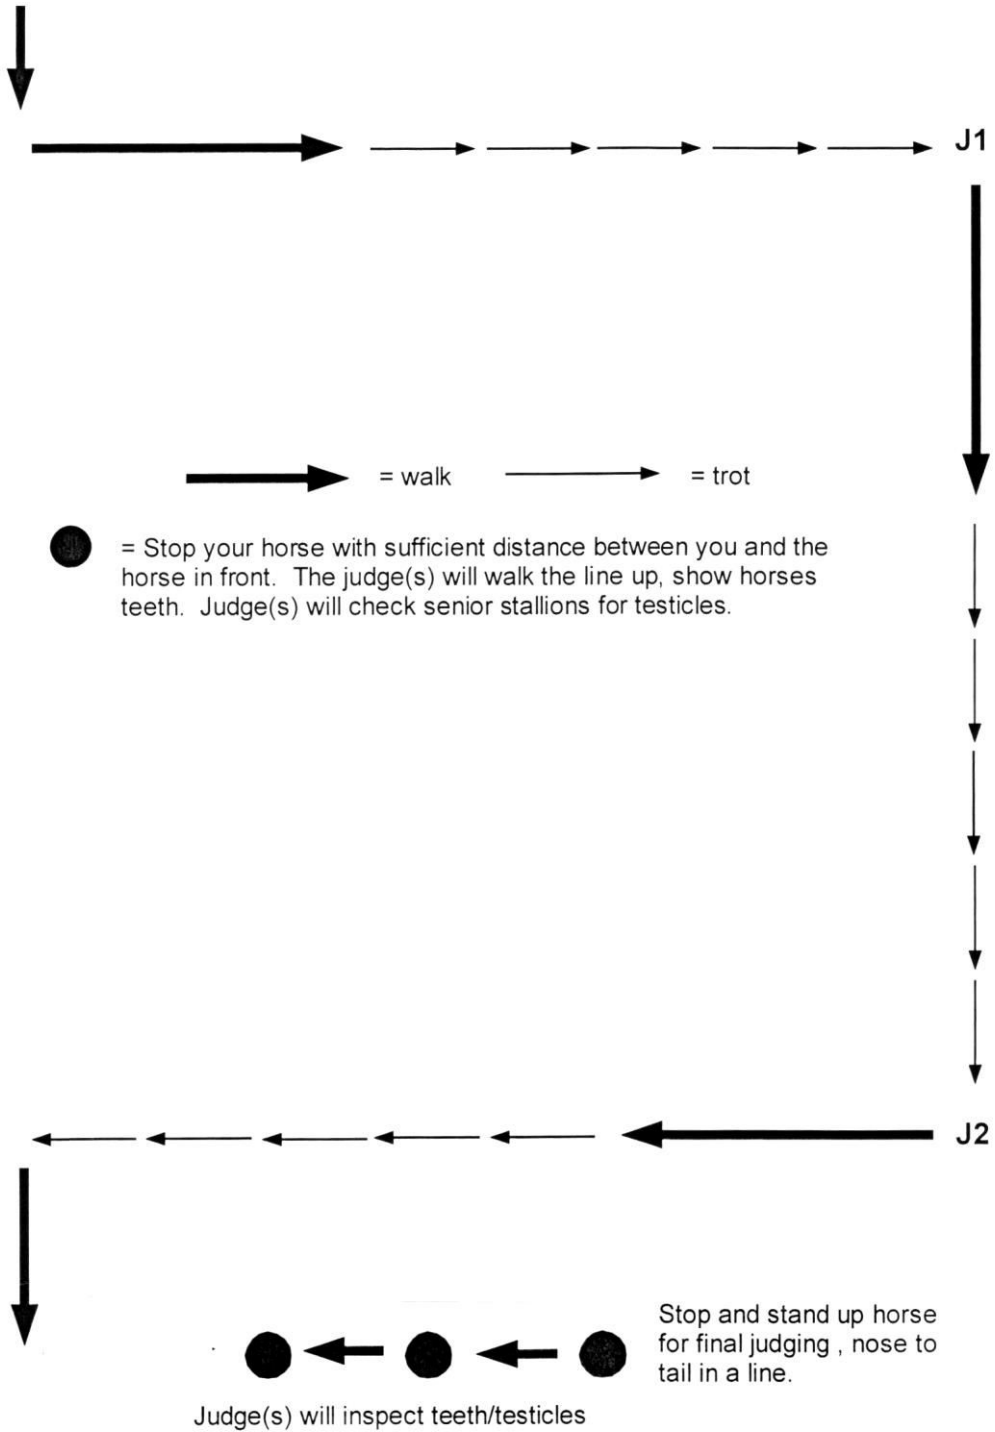 J1
= walk = trot
= Stop your horse with sufficient distance between you and the
horse in front. The judge(s) will walk the line up, show horses
teeth. Judge(s) will check senior stallions for testicles.
J2
Stop and stand up horse
for final judging , nose to
tail in a line.
Judge(s) will inspect teeth/testicles